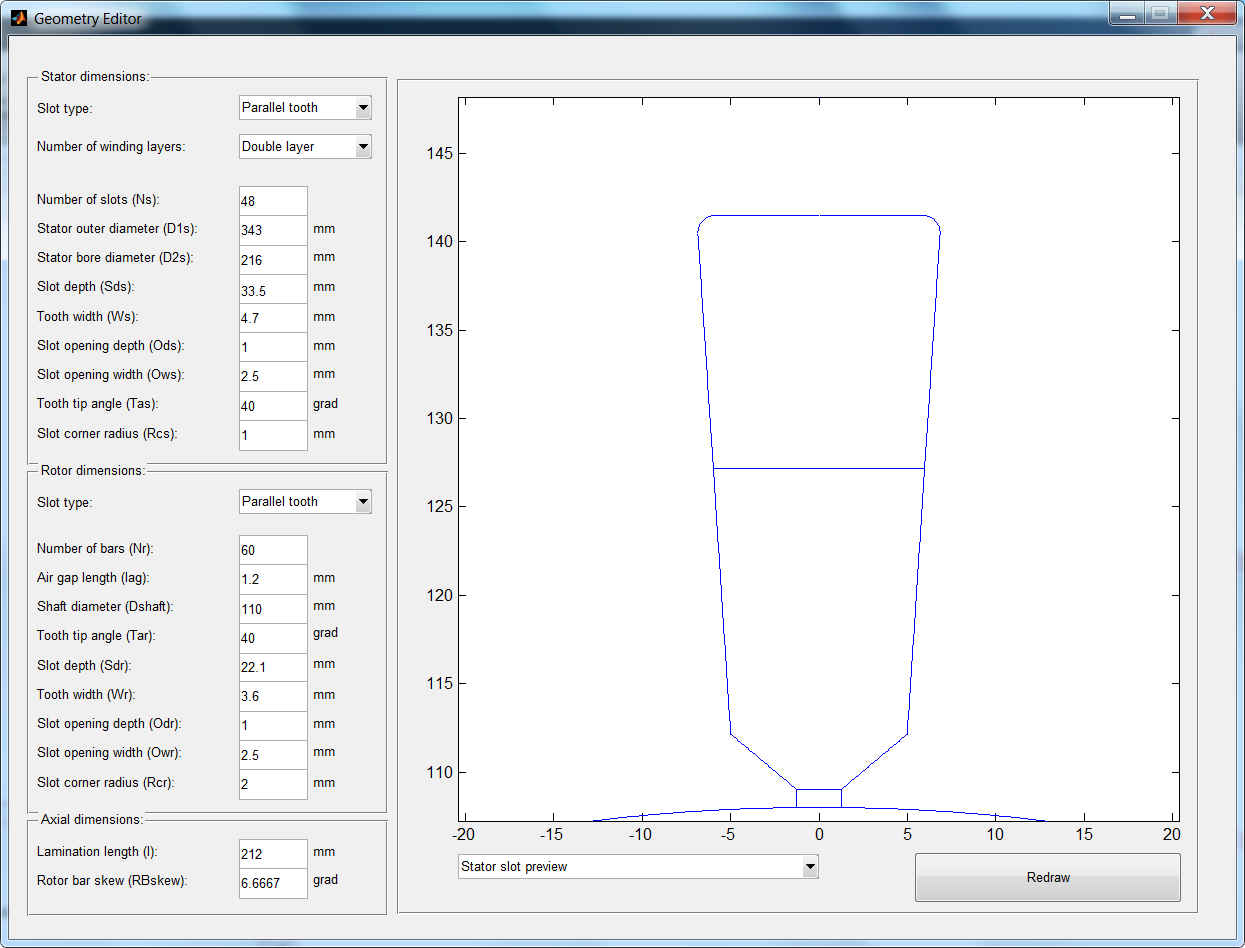 Geometry Editor
Stator dimensions:
Slot type: Parallel tooth
Number of winding layers: Double layer
Number of slots (Ns): 48
Stator outer diameter (D1s): 343 mm
Stator bore diameter (D2s): 216 mm
Slot depth (Sds): 33.5 mm
Tooth width (Ws): 4.7 mm
Slot opening depth (Ods): 1 mm
Slot opening width (Ows): 2.5 mm
Tooth tip angle (Tas): 40 grad
Slot corner radius (Rcs): 1 mm
Rotor dimensions:
Slot type: Parallel tooth
Number of bars (Nr): 60
Air gap length (lag): 1.2 mm
Shaft diameter (Dshaft): 110 mm
Tooth tip angle (Tar): 40 grad
Slot depth (Sdr): 22.1 mm
Tooth width (Wr): 3.6 mm
Slot opening depth (Odr): 1 mm
Slot opening width (Owr): 2.5 mm
Slot corner radius (Rcr): 2 mm
Axial dimensions:
Lamination length (l): 212 mm
Rotor bar skew (RBskew): 6.6667 grad
145
140
135
130
125
120
115
110
-20 -15 -10 -5 0 5 10 15 20
Stator slot preview
Redraw